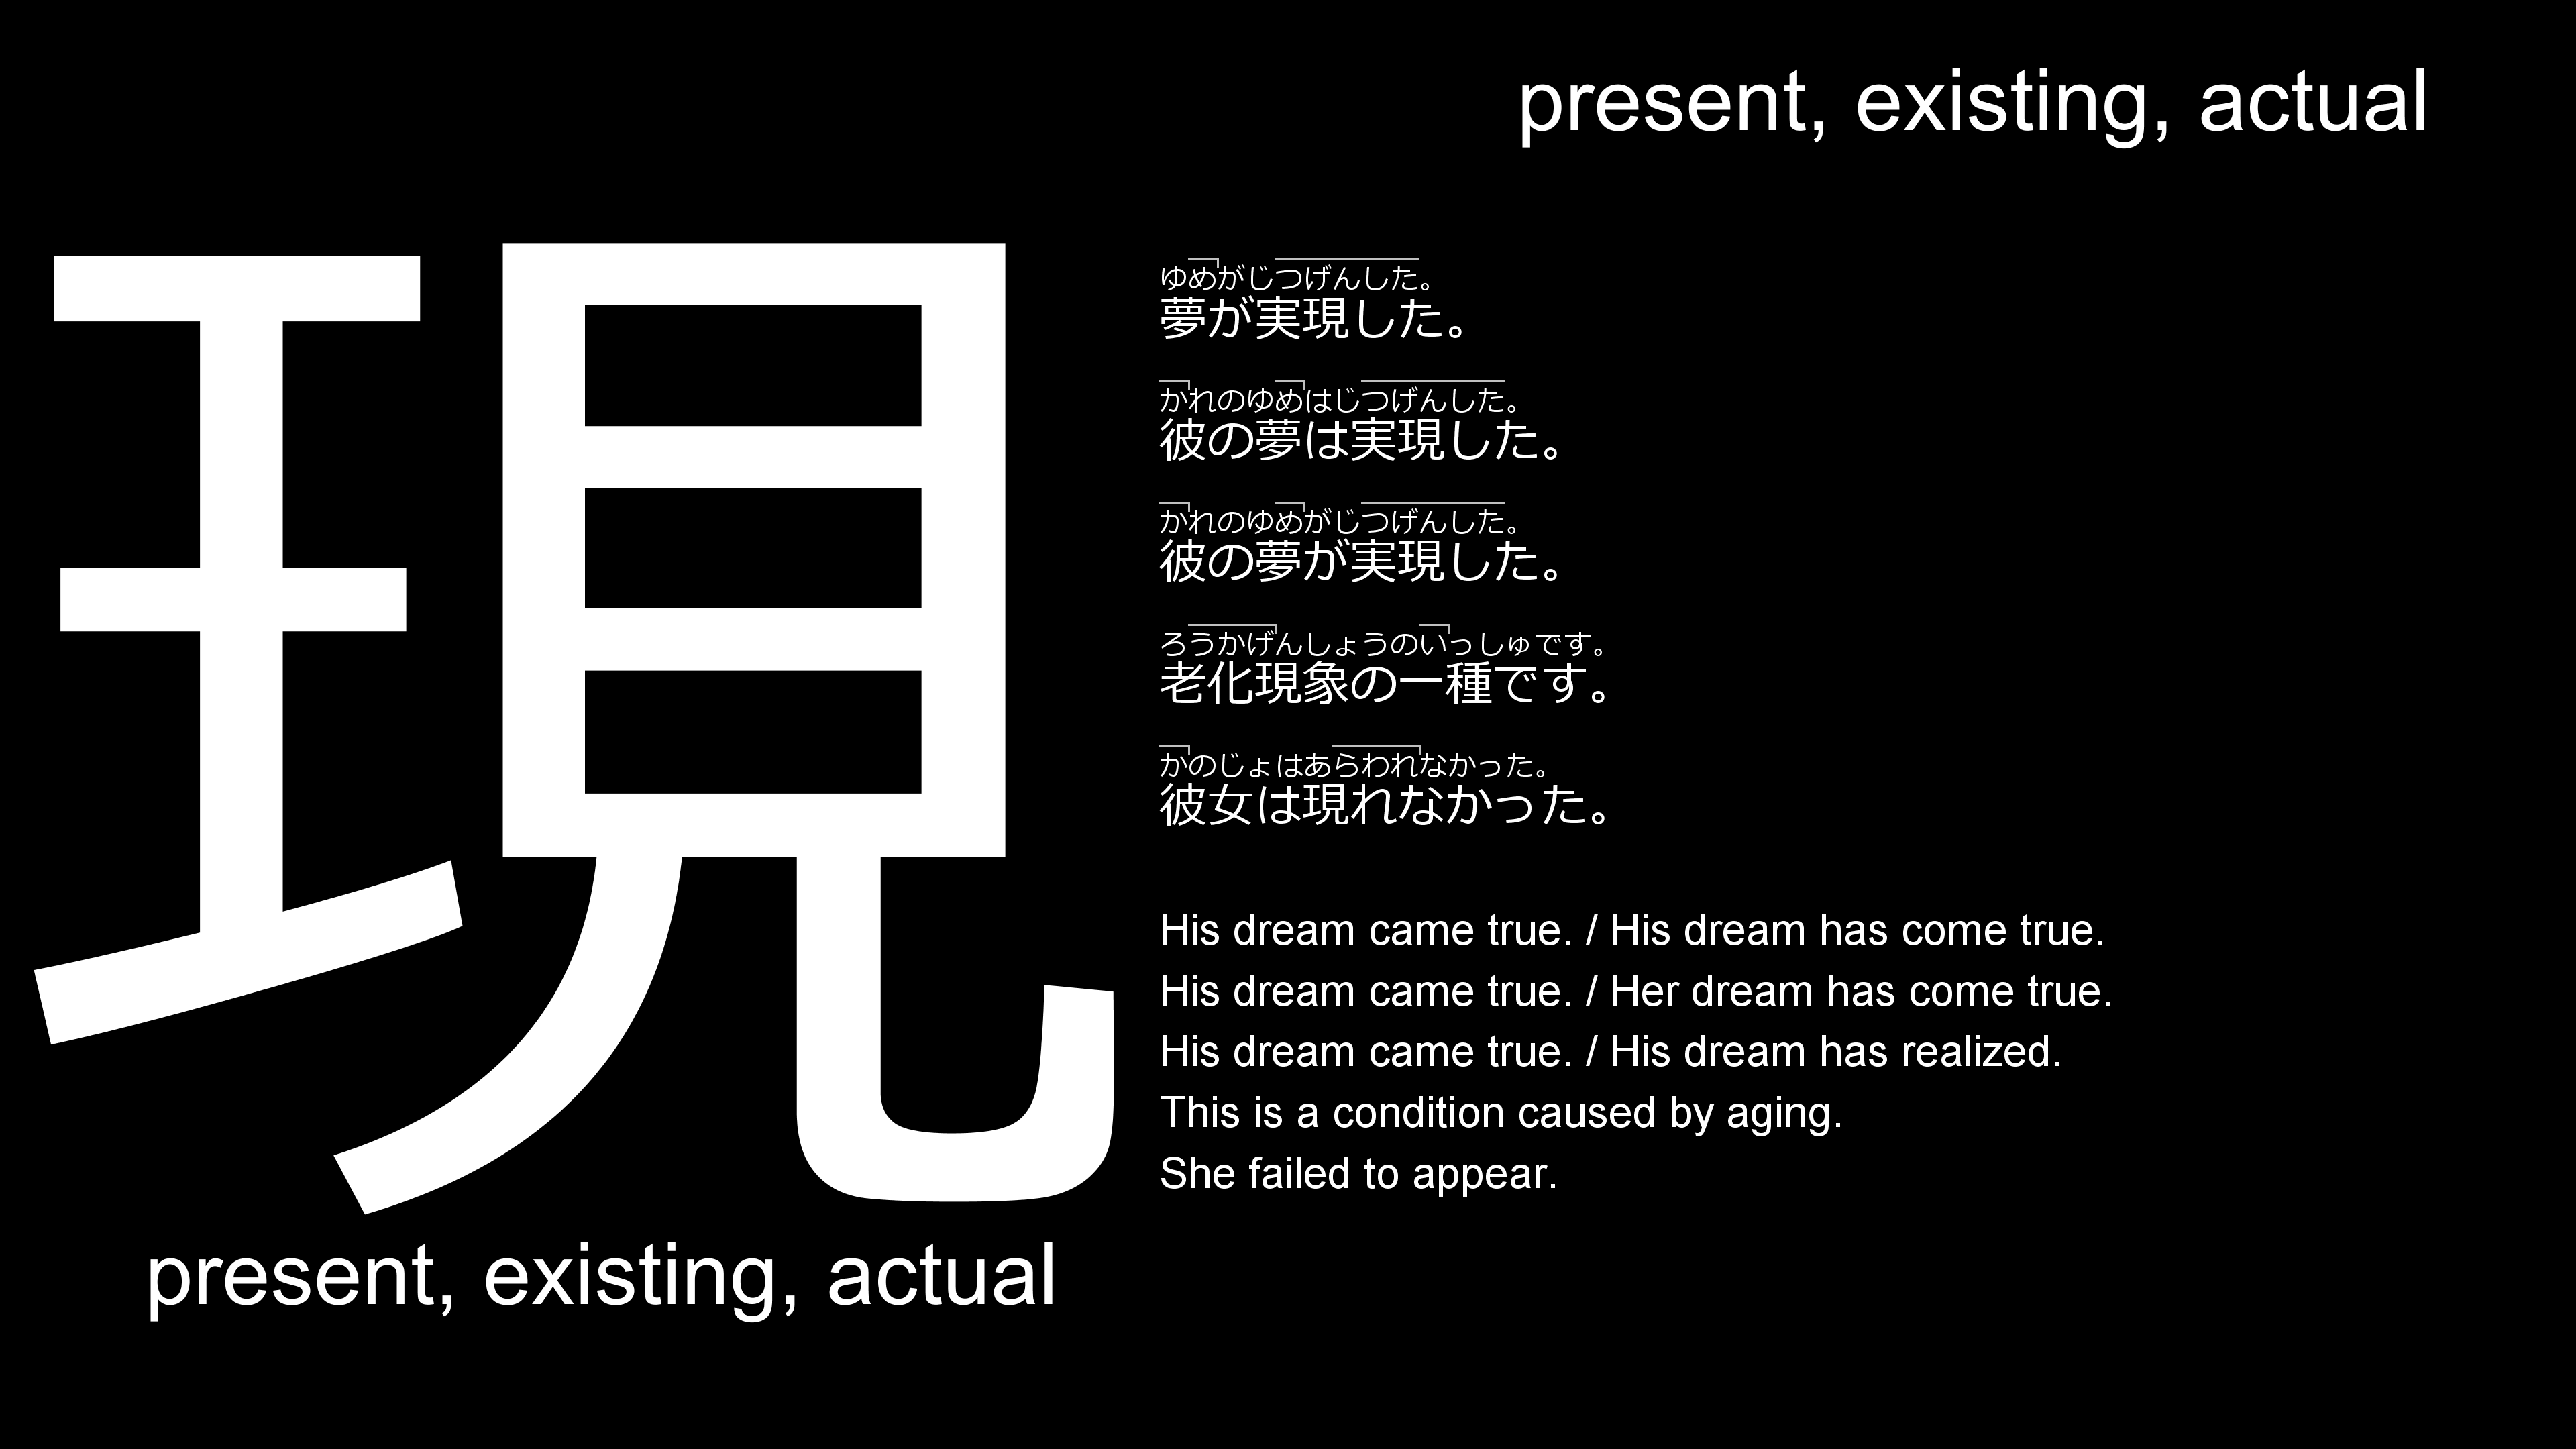 present, existing, actual
現
ゆめがじつげんした。
夢が実現した。
かれのゆめはじつげんした。
彼の夢は実現した。
かれのゆめがじつげんした。
彼の夢が実現した。
ろうかげんしょうのいっしゅです。
老化現象の一種です。
かのじょはあらわれなかった。
彼女は現れなかった。
His dream came true. / His dream has come true.
His dream came true. / Her dream has come true.
His dream came true. / His dream has realized.
This is a condition caused by aging.
She failed to appear.
present, existing, actual